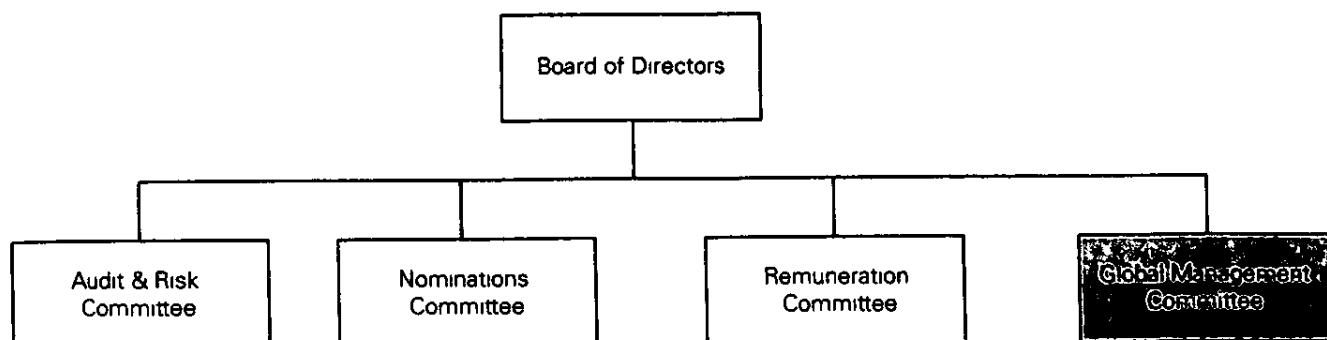 Board of Directors
Audit & Risk
Committee
Nominations
Committee
Remuneration
Committee
Global Management
Committee